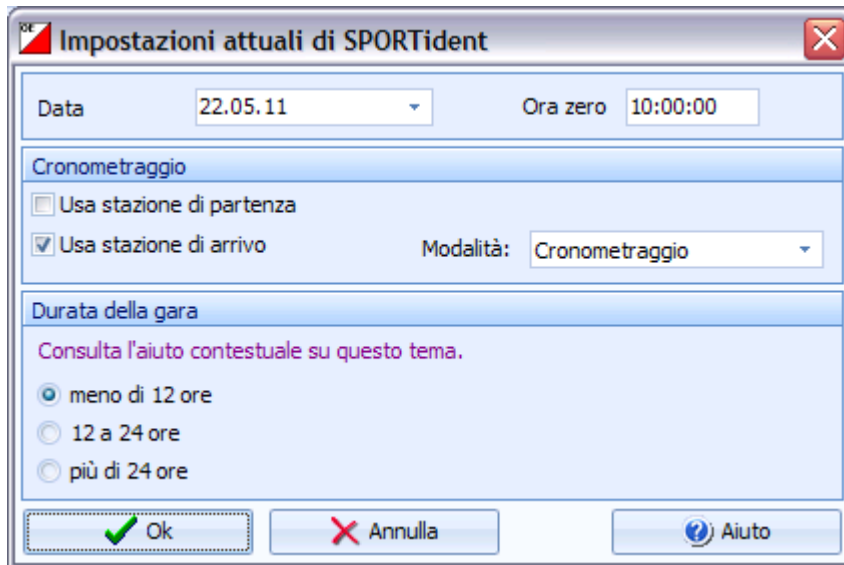 OE
Impostazioni attuali di SPORTident
Data 22.05.11 Ora zero 10:00:00
Cronometraggio
Usa stazione di partenza
Usa stazione di arrivo Modalità: Cronometraggio
Durata della gara
Consulta l'aiuto contestuale su questo tema.
meno di 12 ore
12 a 24 ore
più di 24 ore
Ok Annulla Aiuto